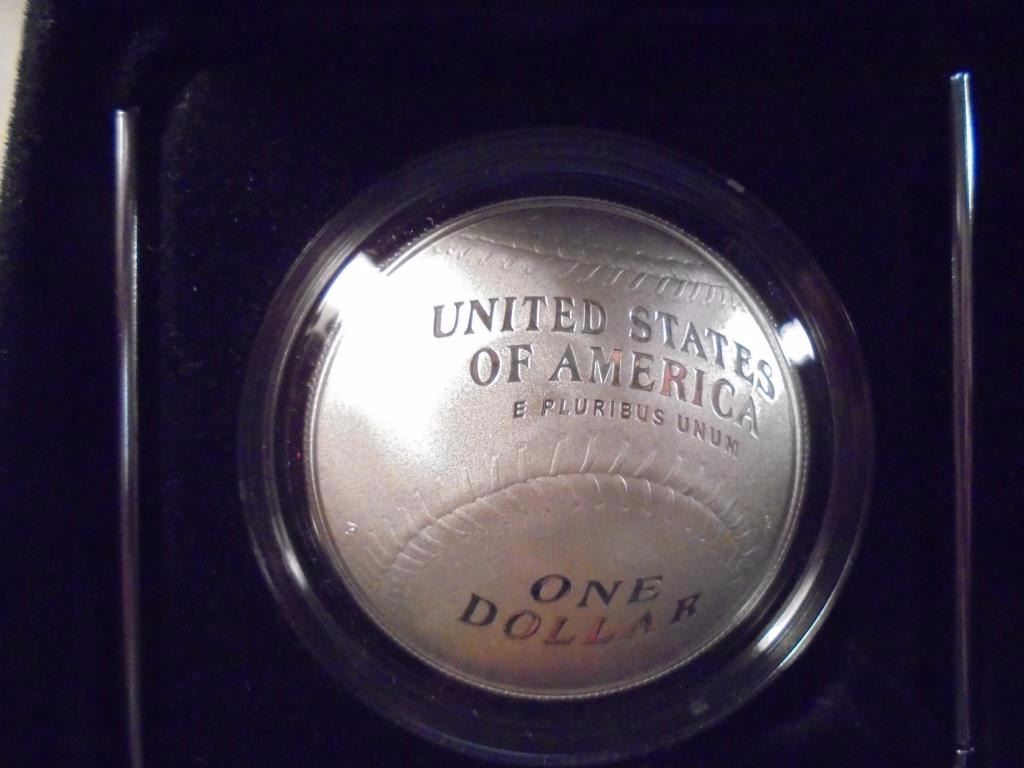 UNITED STATES
OF AMERICA
E PLURIBUS UNUM
ONE
DOLLAR